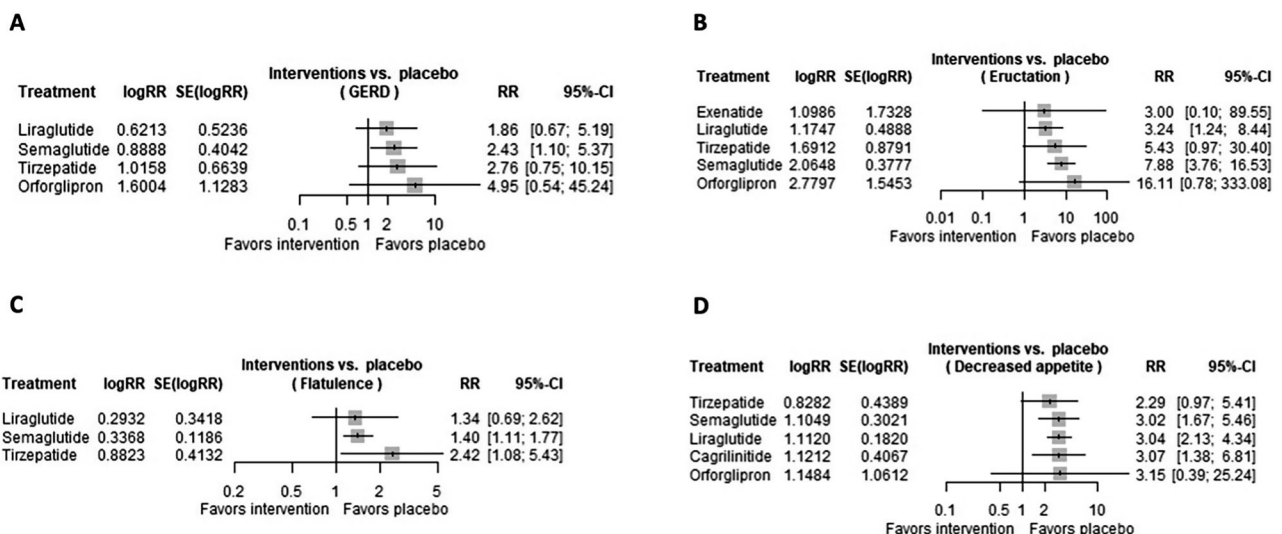 A
Interventions vs. placebo
Treatment logRR SE(logRR) ( GERD ) RR 95%-CI
Liraglutide 0.6213 0.5236 1.86 [0.67; 5.19]
Semaglutide 0.8888 0.4042 2.43 [1.10; 5.37]
Tirzepatide 1.0158 0.6639 2.76 [0.75; 10.15]
Orforglipron 1.6004 1.1283 4.95 [0.54; 45.24]
0.1 0.5 1 2 10
Favors intervention Favors placebo
B
Interventions vs. placebo
Treatment logRR SE(logRR) ( Eructation ) RR 95%-CI
Exenatide 1.0986 1.7328 3.00 [0.10; 89.55]
Liraglutide 1.1747 0.4888 3.24 [1.24; 8.44]
Tirzepatide 1.6912 0.8791 5.43 [0.97; 30.40]
Semaglutide 2.0648 0.3777 7.88 [3.76; 16.53]
Orforglipron 2.7797 1.5453 16.11 [0.78; 333.08]
0.01 0.1 1 10 100
Favors intervention Favors placebo
C
Interventions vs. placebo
Treatment logRR SE(logRR) ( Flatulence ) RR 95%-CI
Liraglutide 0.2932 0.3418 1.34 [0.69; 2.62]
Semaglutide 0.3368 0.1186 1.40 [1.11; 1.77]
Tirzepatide 0.8823 0.4132 2.42 [1.08; 5.43]
0.2 0.5 1 2 5
Favors intervention Favors placebo
D
Interventions vs. placebo
Treatment logRR SE(logRR) ( Decreased appetite ) RR 95%-CI
Tirzepatide 0.8282 0.4389 2.29 [0.97; 5.41]
Semaglutide 1.1049 0.3021 3.02 [1.67; 5.46]
Liraglutide 1.1120 0.1820 3.04 [2.13; 4.34]
Cagrilinitide 1.1212 0.4067 3.07 [1.38; 6.81]
Orforglipron 1.1484 1.0612 3.15 [0.39; 25.24]
0.1 0.5 1 2 10
Favors intervention Favors placebo